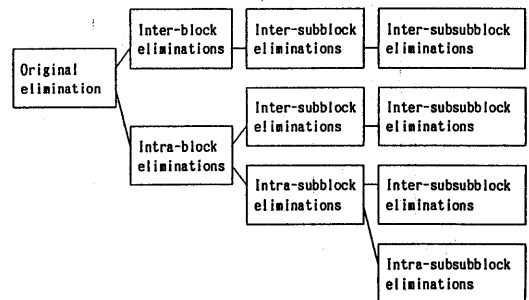 Inter-block
eliminations
Inter-subblock
eliminations
Inter-subsubblock
eliminations
Original
elimination
Inter-subblock
eliminations
Inter-subsubblock
eliminations
Intra-block
eliminations
Intra-subblock
eliminations
Inter-subsubblock
eliminations
Intra-subsubblock
eliminations